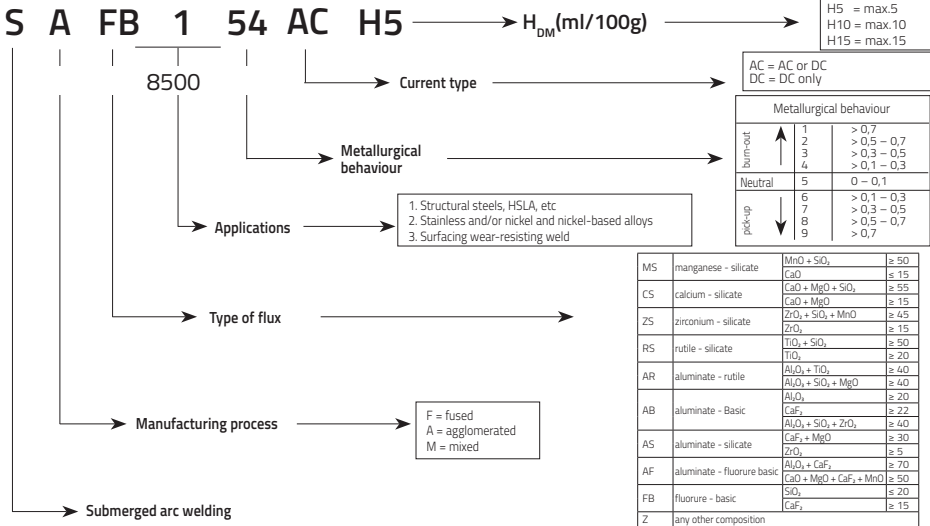 S A FB 1 54 AC H5
H_DM(ml/100g)
H5 = max.5
H10 = max.10
H15 = max.15
8500
Current type
AC = AC or DC
DC = DC only
Metallurgical behaviour
Metallurgical behaviour
burn-out
1 > 0,7
2 > 0,5 – 0,7
3 > 0,3 – 0,5
4 > 0,1 – 0,3
Neutral 5 0 – 0,1
pick-up
6 > 0,1 – 0,3
7 > 0,3 – 0,5
8 > 0,5 – 0,7
9 > 0,7
Applications
1. Structural steels, HSLA, etc
2. Stainless and/or nickel and nickel-based alloys
3. Surfacing wear-resisting weld
Type of flux
MS manganese - silicate MnO + SiO₂ ≥ 50
CaO ≤ 15
CS calcium - silicate CaO + MgO + SiO₂ ≥ 55
CaO + MgO ≥ 15
ZS zirconium - silicate ZrO₂ + SiO₂ + MnO ≥ 45
ZrO₂ ≥ 15
RS rutile - silicate TiO₂ + SiO₂ ≥ 50
TiO₂ ≥ 20
AR aluminate - rutile Al₂O₃ + TiO₂ ≥ 40
Al₂O₃ + SiO₂ + MgO ≥ 40
AB aluminate - Basic Al₂O₃ ≥ 20
CaF₂ ≥ 22
Al₂O₃ + SiO₂ + ZrO₂ ≥ 40
AS aluminate - silicate CaF₂ + MgO ≥ 30
ZrO₂ ≥ 5
AF aluminate - fluorure basic Al₂O₃ + CaF₂ ≥ 70
CaO + MgO + CaF₂ + MnO ≥ 50
FB fluorure - basic SiO₂ ≤ 20
CaF₂ ≥ 15
Z any other composition
Manufacturing process
F = fused
A = agglomerated
M = mixed
Submerged arc welding